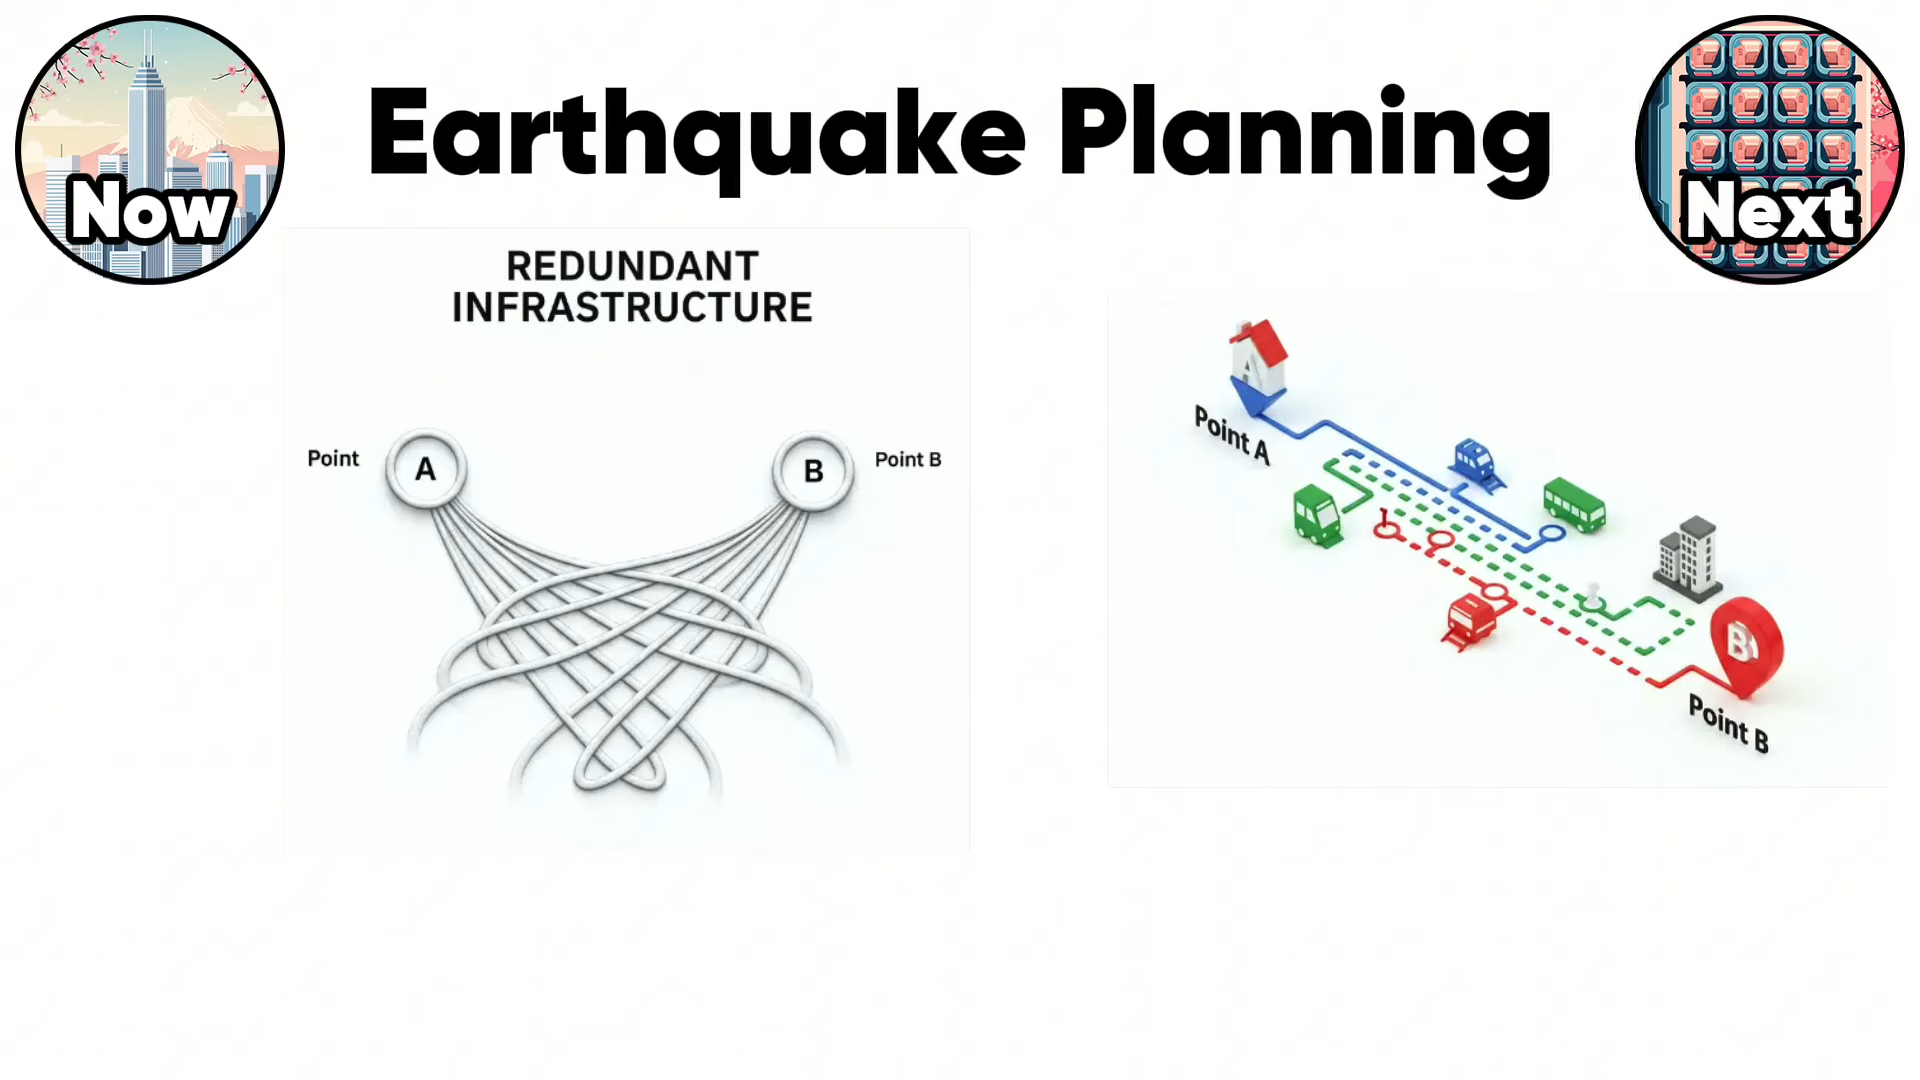 Now
Earthquake Planning
Next
REDUNDANT
INFRASTRUCTURE
Point
A
B
Point B
A
Point A
B
Point B